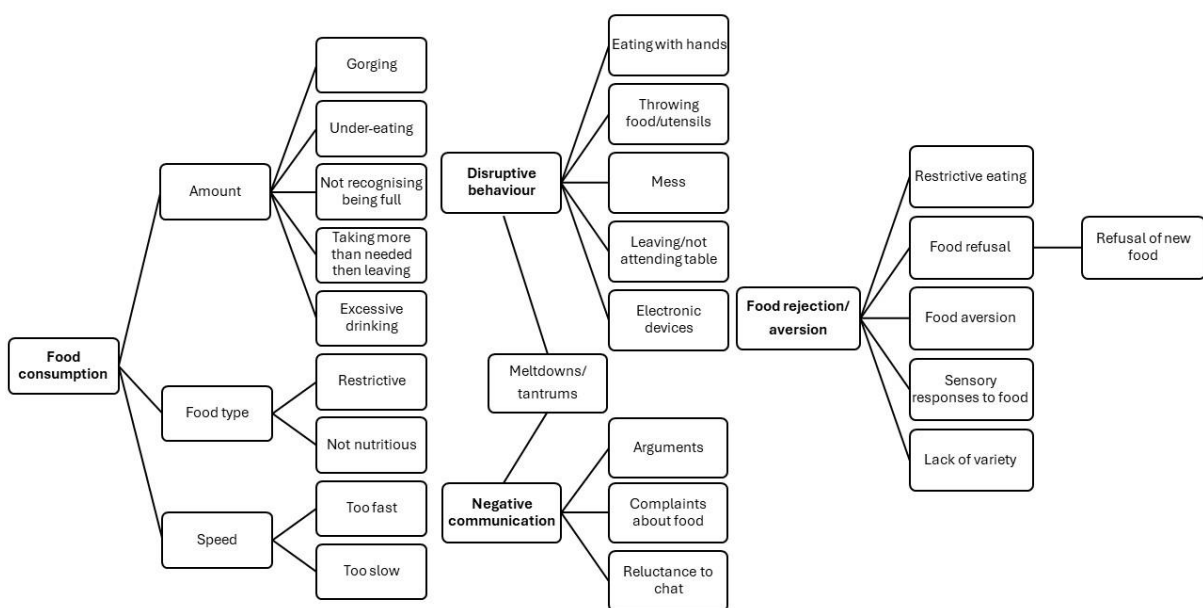 Food
consumption
Amount
Gorging
Under-eating
Not recognising
being full
Taking more
than needed
then leaving
Excessive
drinking
Food type
Restrictive
Not nutritious
Speed
Too fast
Too slow
Disruptive
behaviour
Eating with hands
Throwing
food/utensils
Mess
Leaving/not
attending table
Electronic
devices
Meltdowns/
tantrums
Negative
communication
Arguments
Complaints
about food
Reluctance to
chat
Food rejection/
aversion
Restrictive eating
Food refusal
Refusal of new
food
Food aversion
Sensory
responses to food
Lack of variety